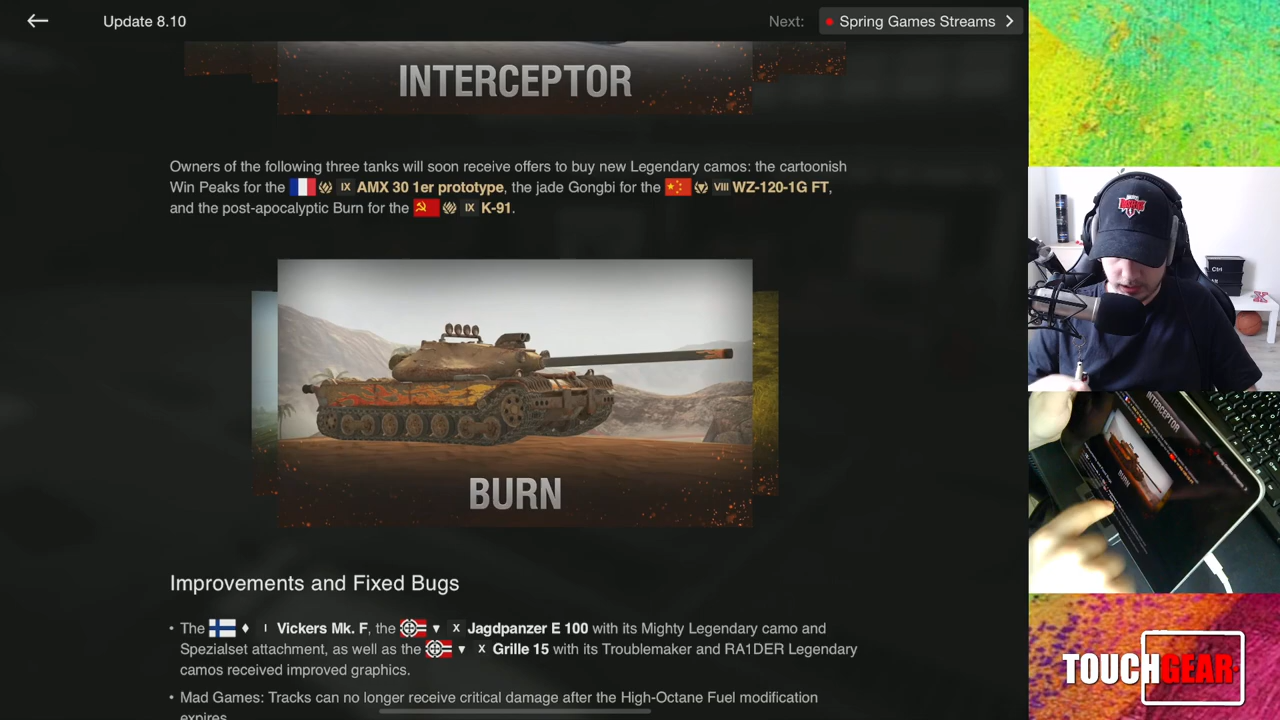 Update 8.10
Next:
Spring Games Streams
INTERCEPTOR
Owners of the following three tanks will soon receive offers to buy new Legendary camos: the cartoonish
Win Peaks for the IX AMX 30 1er prototype, the jade Gongbi for the VIII WZ-120-1G FT,
and the post-apocalyptic Burn for the IX K-91.
BURN
Improvements and Fixed Bugs
• The I Vickers Mk. F, the X Jagdpanzer E 100 with its Mighty Legendary camo and
Spezialset attachment, as well as the X Grille 15 with its Troublemaker and RA1DER Legendary
camos received improved graphics.
• Mad Games: Tracks can no longer receive critical damage after the High-Octane Fuel modification
expires.
Ctrl
INTERCEPTOR
BURN
TOUCHGEAR